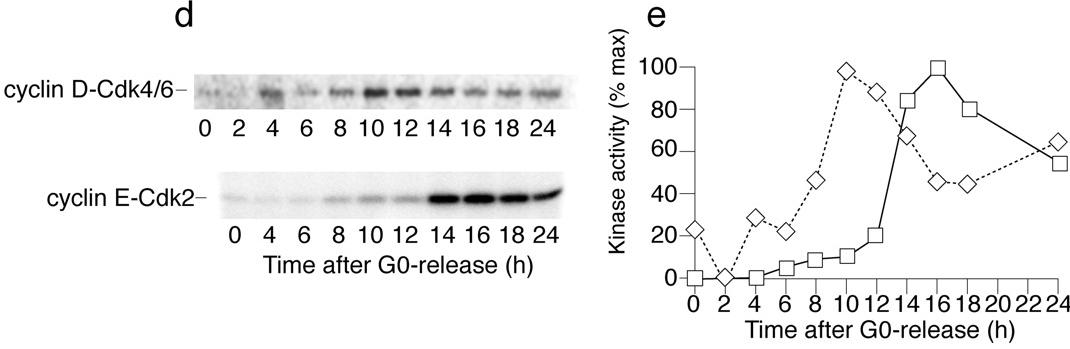 d
cyclin D-Cdk4/6
0 2 4 6 8 10 12 14 16 18 24
cyclin E-Cdk2
0 4 6 8 10 12 14 16 18 24
Time after G0-release (h)
e
Kinase activity (% max)
100
80
60
40
20
0
0 2 4 6 8 10 12 14 16 18 20 22 24
Time after G0-release (h)